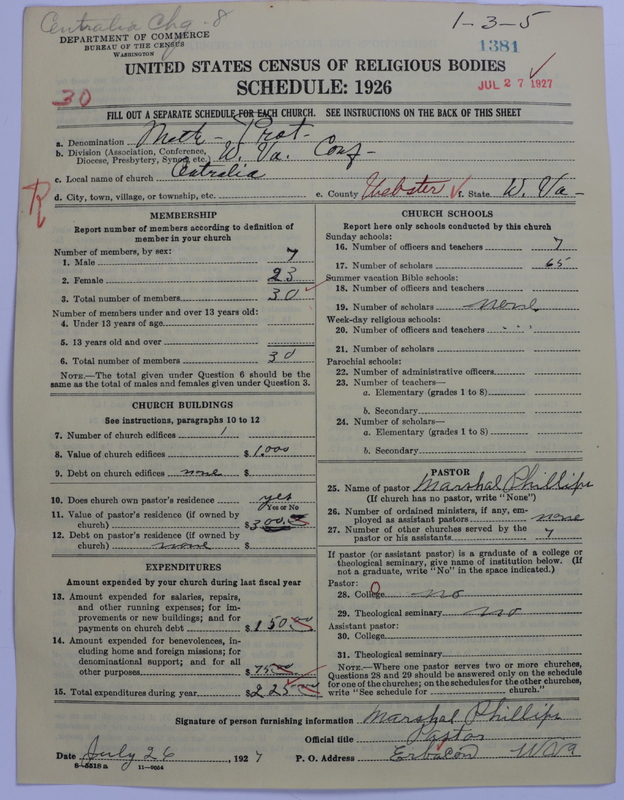 Centralia Chg - 8
1-3-5
DEPARTMENT OF COMMERCE
BUREAU OF THE CENSUS
WASHINGTON
1381
UNITED STATES CENSUS OF RELIGIOUS BODIES
JUL 27 1927
SCHEDULE: 1926
30
FILL OUT A SEPARATE SCHEDULE FOR EACH CHURCH. SEE INSTRUCTIONS ON THE BACK OF THIS SHEET
a. Denomination Meth - Prot -
b. Division (Association, Conference, Diocese, Presbytery, Synod, etc.) W. Va. Conf -
c. Local name of church Centralia
R
d. City, town, village, or township, etc. e. County Webster f. State W. Va -
MEMBERSHIP
Report number of members according to definition of
member in your church
Number of members, by sex:
1. Male 7
2. Female 23
3. Total number of members 30
Number of members under and over 13 years old:
4. Under 13 years of age
5. 13 years old and over
6. Total number of members 30
NOTE.—The total given under Question 6 should be
same as the total of males and females given under Question 3.
CHURCH BUILDINGS
See instructions, paragraphs 10 to 12
7. Number of church edifices 1
8. Value of church edifices $ 1,000
9. Debt on church edifices none $
10. Does church own pastor's residence yes
Yes or No
11. Value of pastor's residence (if owned by
church) $ 300.00
12. Debt on pastor's residence (if owned by
church) none $
EXPENDITURES
Amount expended by your church during last fiscal year
13. Amount expended for salaries, repairs,
and other running expenses; for im-
provements or new buildings; and for
payments on church debt $ 150 00
14. Amount expended for benevolences, in-
cluding home and foreign missions; for
denominational support; and for all
other purposes $ 75 00
15. Total expenditures during year $ 225 00
CHURCH SCHOOLS
Report here only schools conducted by this church
Sunday schools:
16. Number of officers and teachers 7
17. Number of scholars 65
Summer vacation Bible schools:
18. Number of officers and teachers
19. Number of scholars none
Week-day religious schools:
20. Number of officers and teachers
21. Number of scholars
Parochial schools:
22. Number of administrative officers
23. Number of teachers—
a. Elementary (grades 1 to 8)
b. Secondary
24. Number of scholars—
a. Elementary (grades 1 to 8)
b. Secondary
PASTOR
25. Name of pastor Marshal Phillips
(If church has no pastor, write "None")
26. Number of ordained ministers, if any, em-
ployed as assistant pastors none
27. Number of other churches served by the
pastor or his assistants 7
If pastor (or assistant pastor) is a graduate of a college or
theological seminary, give name of institution below. (If
not a graduate, write "No" in the space indicated.)
Pastor:
28. College no
29. Theological seminary no
Assistant pastor:
30. College
31. Theological seminary
NOTE.—Where one pastor serves two or more churches,
Questions 28 and 29 should be answered only on the schedule
for one of the churches; on the schedules for the other churches,
write "See schedule for church."
Signature of person furnishing information Marshal Phillips
Official title Pastor
Date July 26, 1927 P. O. Address Erbacon W Va
8-5518a 11-9064